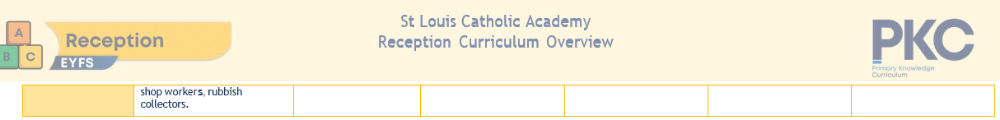 St Louis Catholic Academy
Reception Curriculum Overview
A
B C
Reception
EYFS
PKC
Primary Knowledge
Curriculum
shop workers, rubbish
collectors.